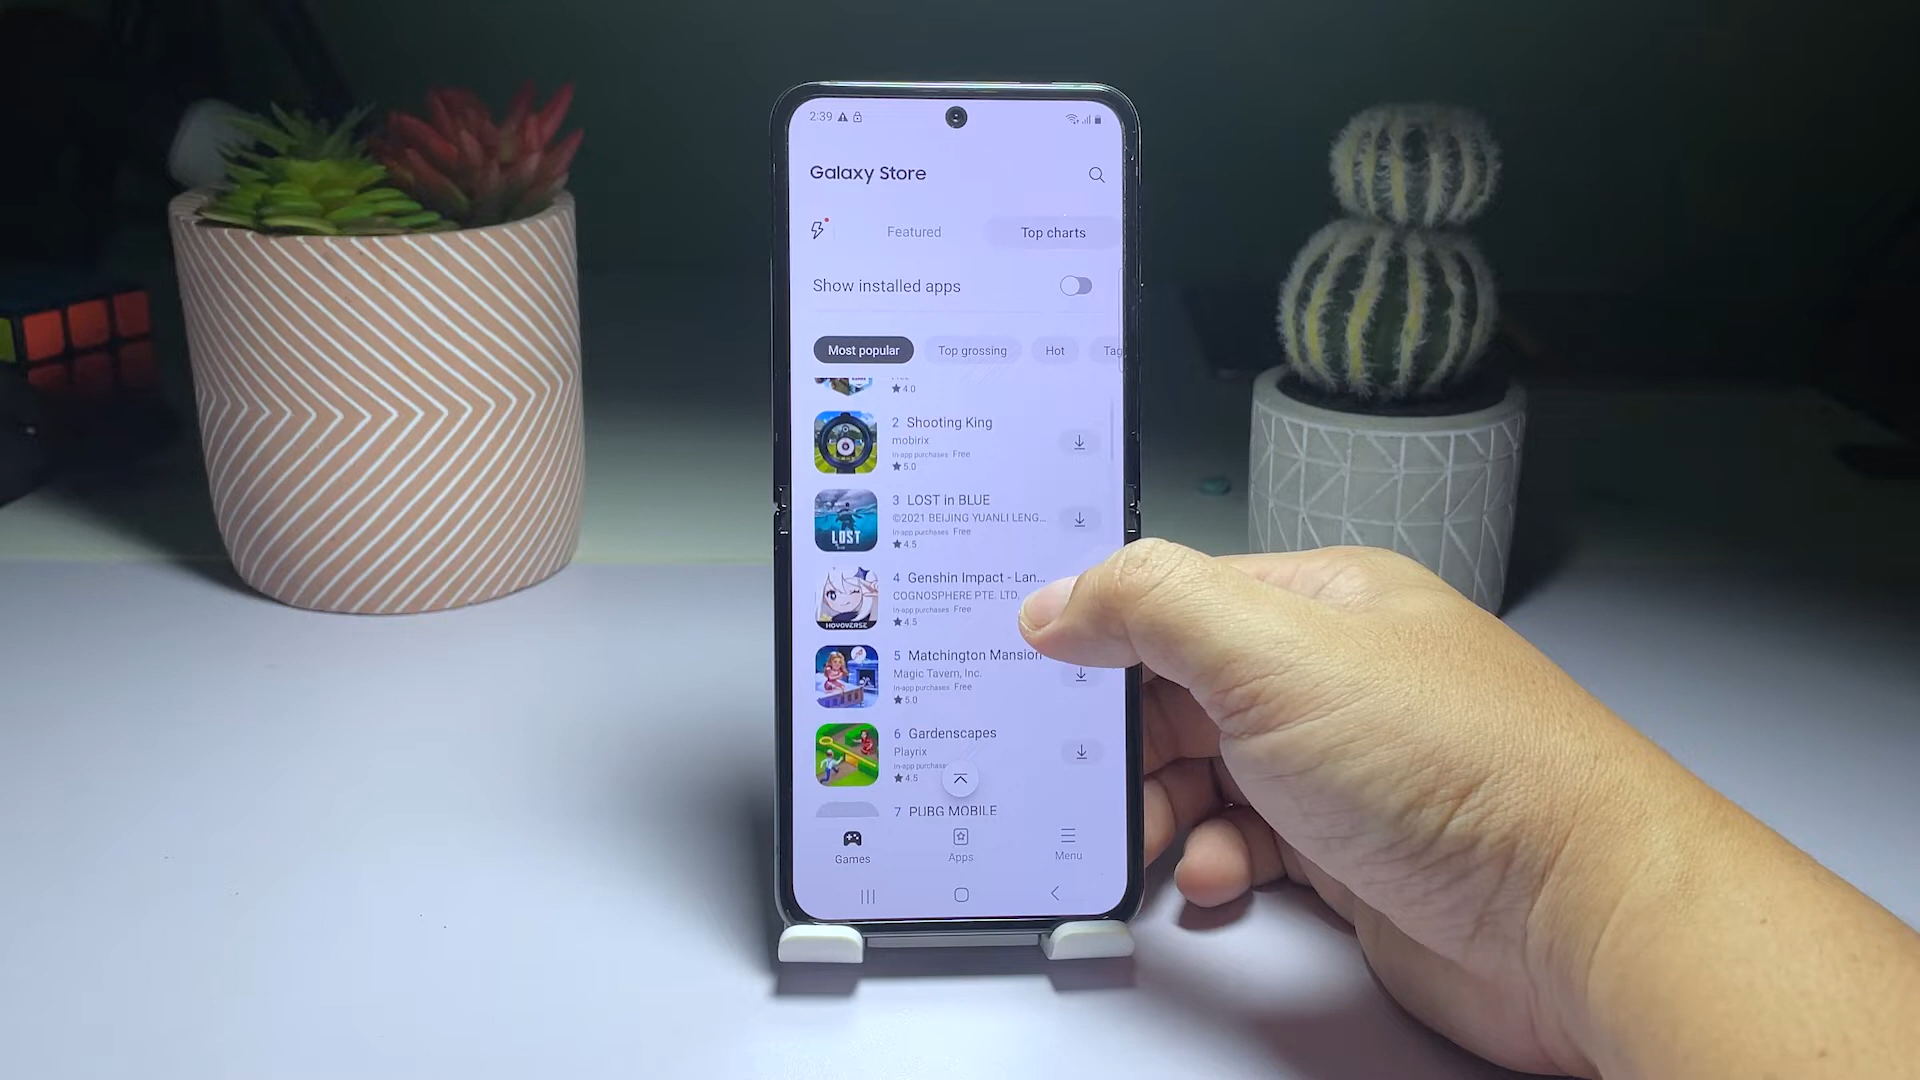 2:39
Galaxy Store
Featured
Top charts
Show installed apps
Most popular
Top grossing
Hot
Tag
4.0
2 Shooting King
mobirix
In-app purchases Free
5.0
3 LOST in BLUE
©2021 BEIJING YUANLI LENG...
In-app purchases Free
4.5
LOST
4 Genshin Impact - Lan...
COGNOSPHERE PTE. LTD.
In-app purchases Free
4.5
HOYOVERSE
5 Matchington Mansion
Magic Tavern, Inc.
In-app purchases Free
5.0
6 Gardenscapes
Playrix
In-app purchase
4.5
7 PUBG MOBILE
Games
Apps
Menu